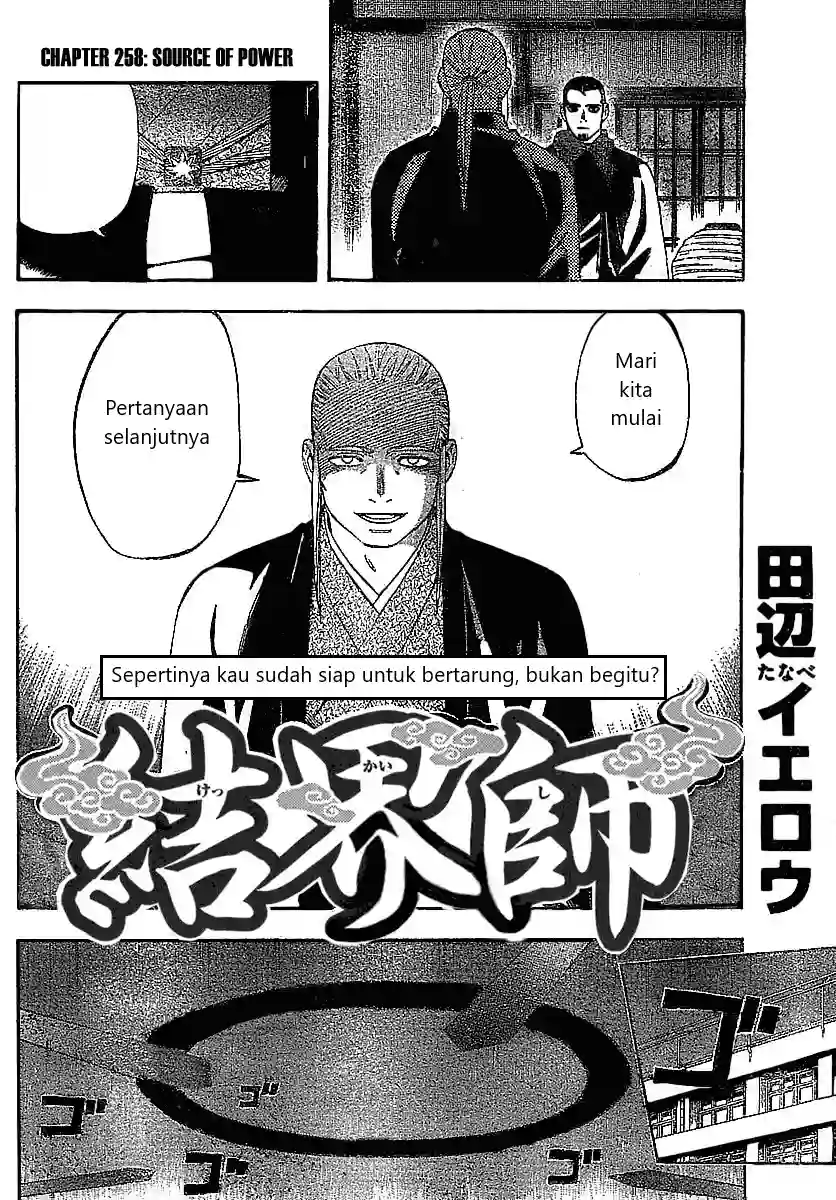 CHAPTER 258: SOURCE OF POWER
Mari
kita
mulai
Pertanyaan
selanjutnya
Sepertinya kau sudah siap untuk bertarung, bukan begitu?
結界師
けっ かい し
田辺イエロウ
たなべ
ゴ
ゴ
ゴ
ゴ
ゴ